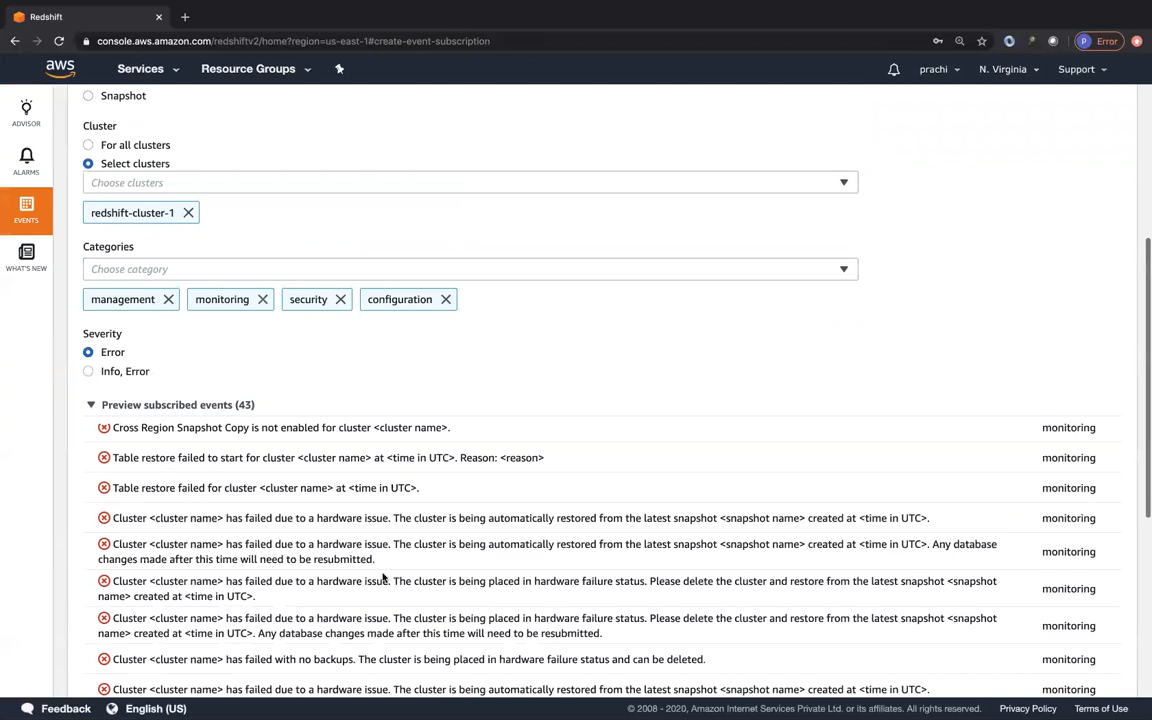 Redshift
console.aws.amazon.com/redshiftv2/home?region=us-east-1#create-event-subscription
P Error
aws Services Resource Groups prachi N. Virginia Support
ADVISOR
ALARMS
EVENTS
WHAT'S NEW
Snapshot
Cluster
For all clusters
Select clusters
Choose clusters
redshift-cluster-1
Categories
Choose category
management monitoring security configuration
Severity
Error
Info, Error
Preview subscribed events (43)
Cross Region Snapshot Copy is not enabled for cluster <cluster name>. monitoring
Table restore failed to start for cluster <cluster name> at <time in UTC>. Reason: <reason> monitoring
Table restore failed for cluster <cluster name> at <time in UTC>. monitoring
Cluster <cluster name> has failed due to a hardware issue. The cluster is being automatically restored from the latest snapshot <snapshot name> created at <time in UTC>. monitoring
Cluster <cluster name> has failed due to a hardware issue. The cluster is being automatically restored from the latest snapshot <snapshot name> created at <time in UTC>. Any database
changes made after this time will need to be resubmitted. monitoring
Cluster <cluster name> has failed due to a hardware issue. The cluster is being placed in hardware failure status. Please delete the cluster and restore from the latest snapshot <snapshot
name> created at <time in UTC>. monitoring
Cluster <cluster name> has failed due to a hardware issue. The cluster is being placed in hardware failure status. Please delete the cluster and restore from the latest snapshot <snapshot
name> created at <time in UTC>. Any database changes made after this time will need to be resubmitted. monitoring
Cluster <cluster name> has failed with no backups. The cluster is being placed in hardware failure status and can be deleted. monitoring
Cluster <cluster name> has failed due to a hardware issue. The cluster is being automatically restored from the latest snapshot <snapshot name> created at <time in UTC>. monitoring
Feedback English (US) © 2008 - 2020, Amazon Internet Services Private Ltd. or its affiliates. All rights reserved. Privacy Policy Terms of Use